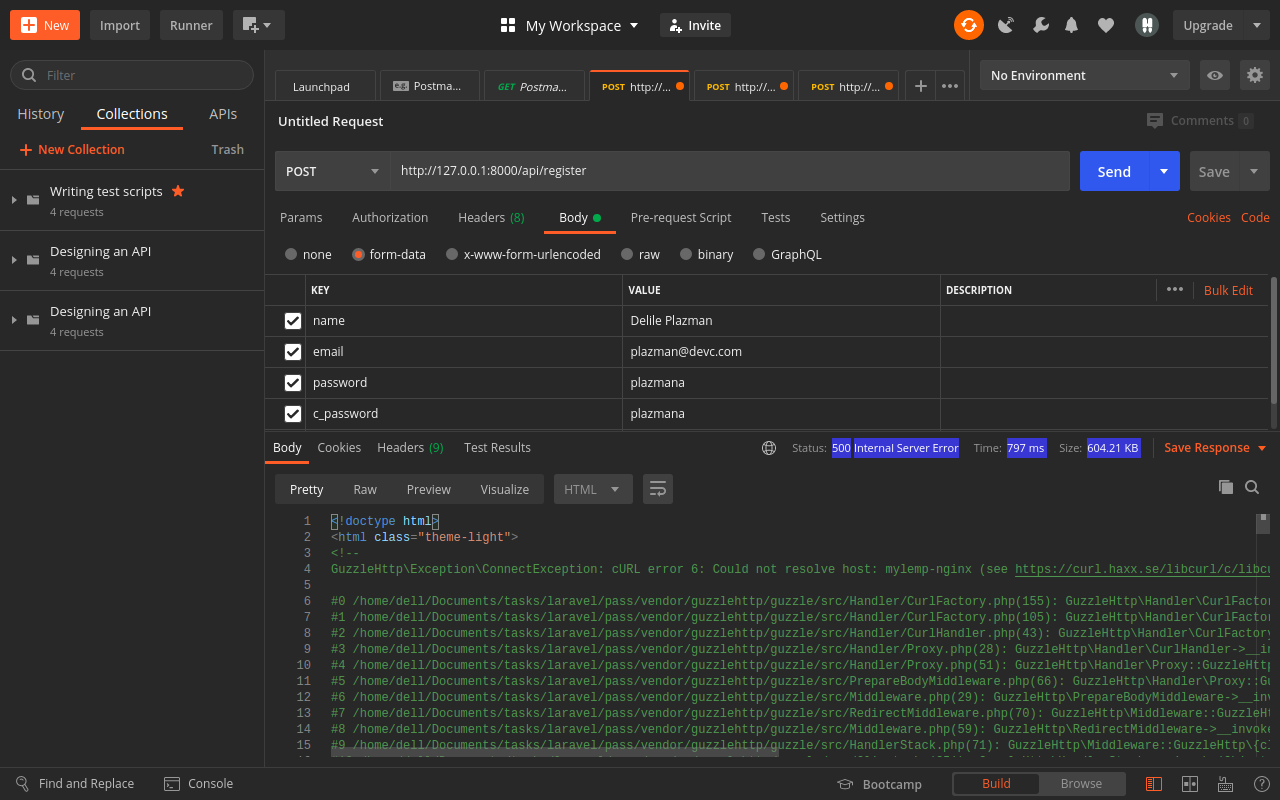 New Import Runner My Workspace Invite Upgrade
Filter
History Collections APIs
New Collection Trash
Writing test scripts
4 requests
Designing an API
4 requests
Designing an API
4 requests
Launchpad e.g. Postma... GET Postma... POST http://... POST http://... POST http://... No Environment
Untitled Request Comments 0
POST http://127.0.0.1:8000/api/register Send Save
Params Authorization Headers (8) Body Pre-request Script Tests Settings Cookies Code
none form-data x-www-form-urlencoded raw binary GraphQL
KEY VALUE DESCRIPTION Bulk Edit
name Delile Plazman
email plazman@devc.com
password plazmana
c_password plazmana
Body Cookies Headers (9) Test Results Status: 500 Internal Server Error Time: 797 ms Size: 604.21 KB Save Response
Pretty Raw Preview Visualize HTML
1 <!doctype html>
2 <html class="theme-light">
3 <!--
4 GuzzleHttp\Exception\ConnectException: cURL error 6: Could not resolve host: mylemp-nginx (see https://curl.haxx.se/libcurl/c/libcu
5
6 #0 /home/dell/Documents/tasks/laravel/pass/vendor/guzzlehttp/guzzle/src/Handler/CurlFactory.php(155): GuzzleHttp\Handler\CurlFactor
7 #1 /home/dell/Documents/tasks/laravel/pass/vendor/guzzlehttp/guzzle/src/Handler/CurlFactory.php(105): GuzzleHttp\Handler\CurlFactor
8 #2 /home/dell/Documents/tasks/laravel/pass/vendor/guzzlehttp/guzzle/src/Handler/CurlHandler.php(43): GuzzleHttp\Handler\CurlFactory
9 #3 /home/dell/Documents/tasks/laravel/pass/vendor/guzzlehttp/guzzle/src/Handler/Proxy.php(28): GuzzleHttp\Handler\CurlHandler->__in
10 #4 /home/dell/Documents/tasks/laravel/pass/vendor/guzzlehttp/guzzle/src/Handler/Proxy.php(51): GuzzleHttp\Handler\Proxy::GuzzleHttp
11 #5 /home/dell/Documents/tasks/laravel/pass/vendor/guzzlehttp/guzzle/src/PrepareBodyMiddleware.php(66): GuzzleHttp\Handler\Proxy::Gu
12 #6 /home/dell/Documents/tasks/laravel/pass/vendor/guzzlehttp/guzzle/src/Middleware.php(29): GuzzleHttp\PrepareBodyMiddleware->__inv
13 #7 /home/dell/Documents/tasks/laravel/pass/vendor/guzzlehttp/guzzle/src/RedirectMiddleware.php(70): GuzzleHttp\Middleware::GuzzleHt
14 #8 /home/dell/Documents/tasks/laravel/pass/vendor/guzzlehttp/guzzle/src/Middleware.php(59): GuzzleHttp\RedirectMiddleware->__invoke
15 #9 /home/dell/Documents/tasks/laravel/pass/vendor/guzzlehttp/guzzle/src/HandlerStack.php(71): GuzzleHttp\Middleware::GuzzleHttp\{cl
Find and Replace Console Bootcamp Build Browse